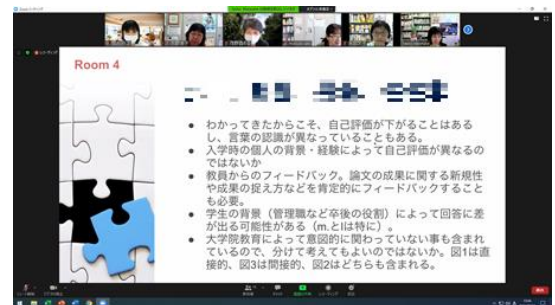 Room 4
● わかってきたからこそ、自己評価が下がることはある
し、言葉の認識が異なっていることもある。
● 入学時の個人の背景・経験によって自己評価が異なるの
ではないか
● 教員からのフィードバック。論文の成果に関する新規性
や成果の捉え方などを肯定的にフィードバックすること
も必要。
● 学生の背景（管理職など卒後の役割）によって回答に差
が出る可能性がある（m.とlは特に）。
● 大学院教育によって意図的に関わっていない事も含まれ
ているので、分けて考えてもよいのではないか。図1は直
接的、図3は間接的、図2はどちらも含まれる。